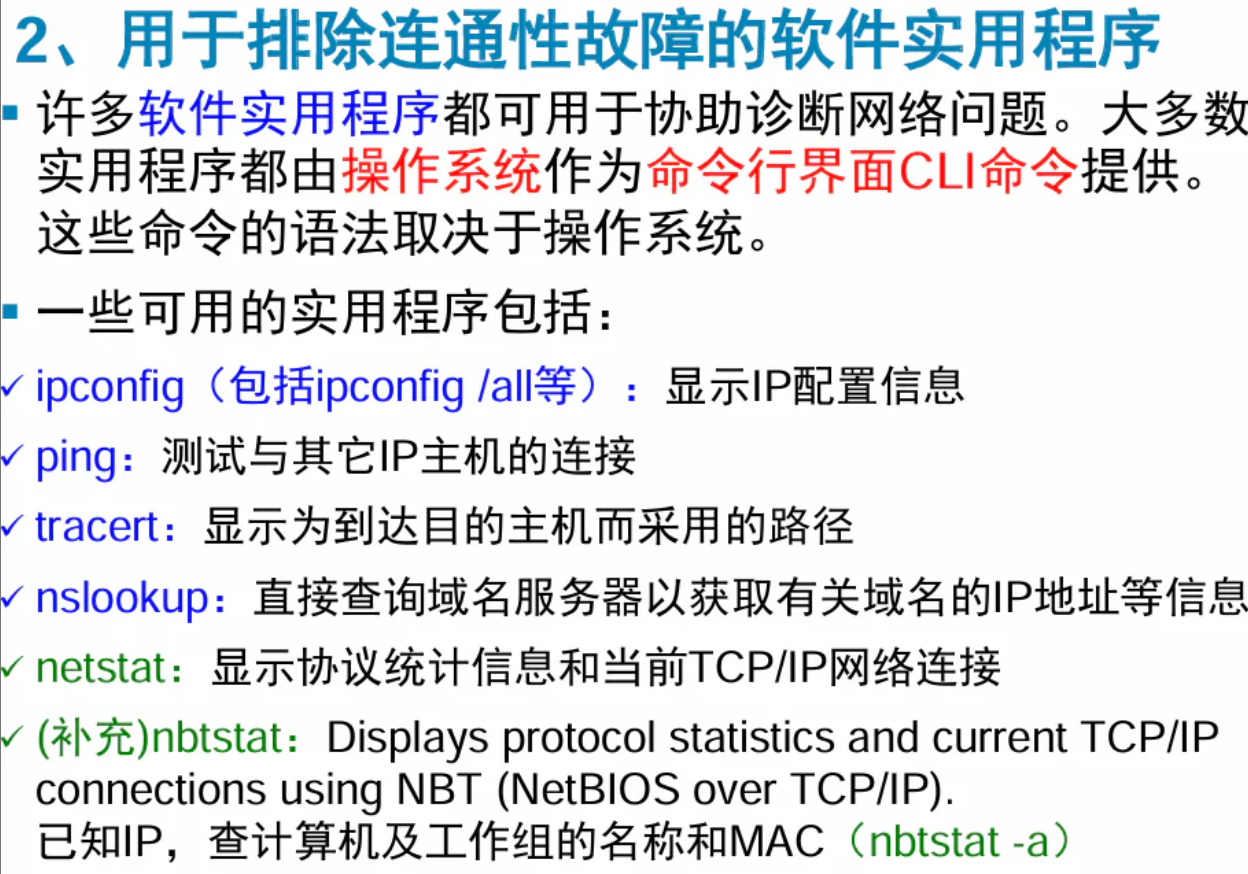 2、用于排除连通性故障的软件实用程序
许多软件实用程序都可用于协助诊断网络问题。大多数
实用程序都由操作系统作为命令行界面CLI命令提供。
这些命令的语法取决于操作系统。
一些可用的实用程序包括：
ipconfig（包括ipconfig /all等）：显示IP配置信息
ping：测试与其它IP主机的连接
tracert：显示为到达目的主机而采用的路径
nslookup：直接查询域名服务器以获取有关域名的IP地址等信息
netstat：显示协议统计信息和当前TCP/IP网络连接
(补充)nbtstat：Displays protocol statistics and current TCP/IP
connections using NBT (NetBIOS over TCP/IP).
已知IP，查计算机及工作组的名称和MAC（nbtstat -a）